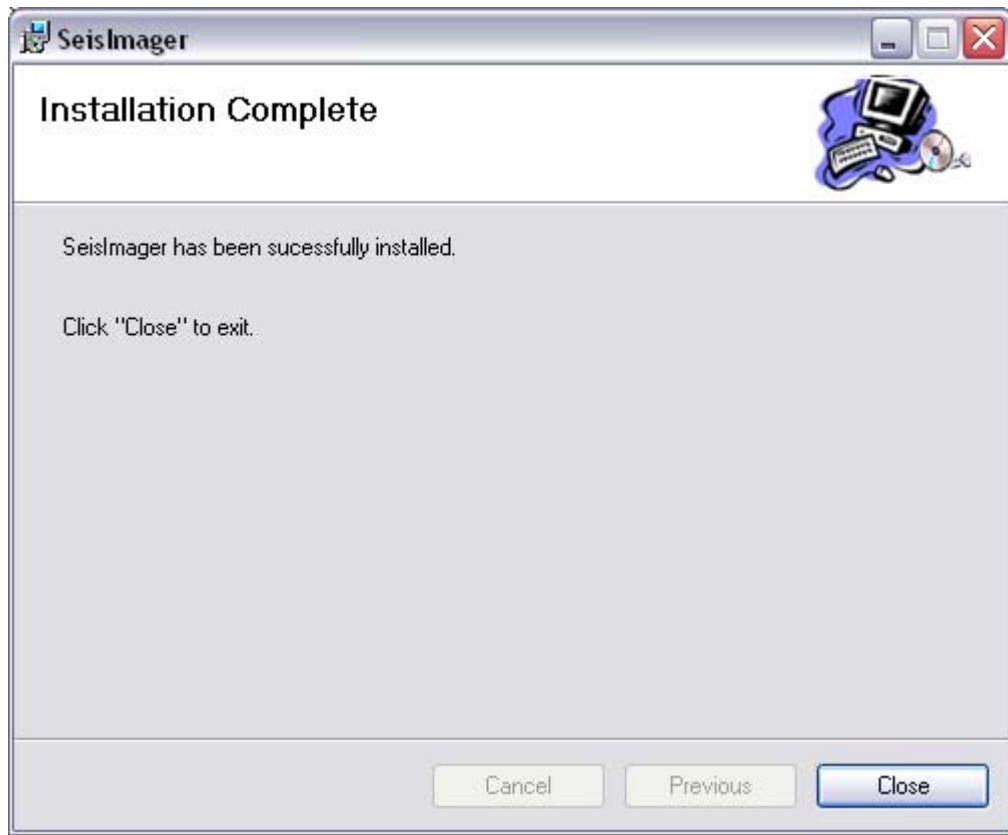 SeisImager
Installation Complete
SeisImager has been sucessfully installed.
Click "Close" to exit.
Cancel
Previous
Close